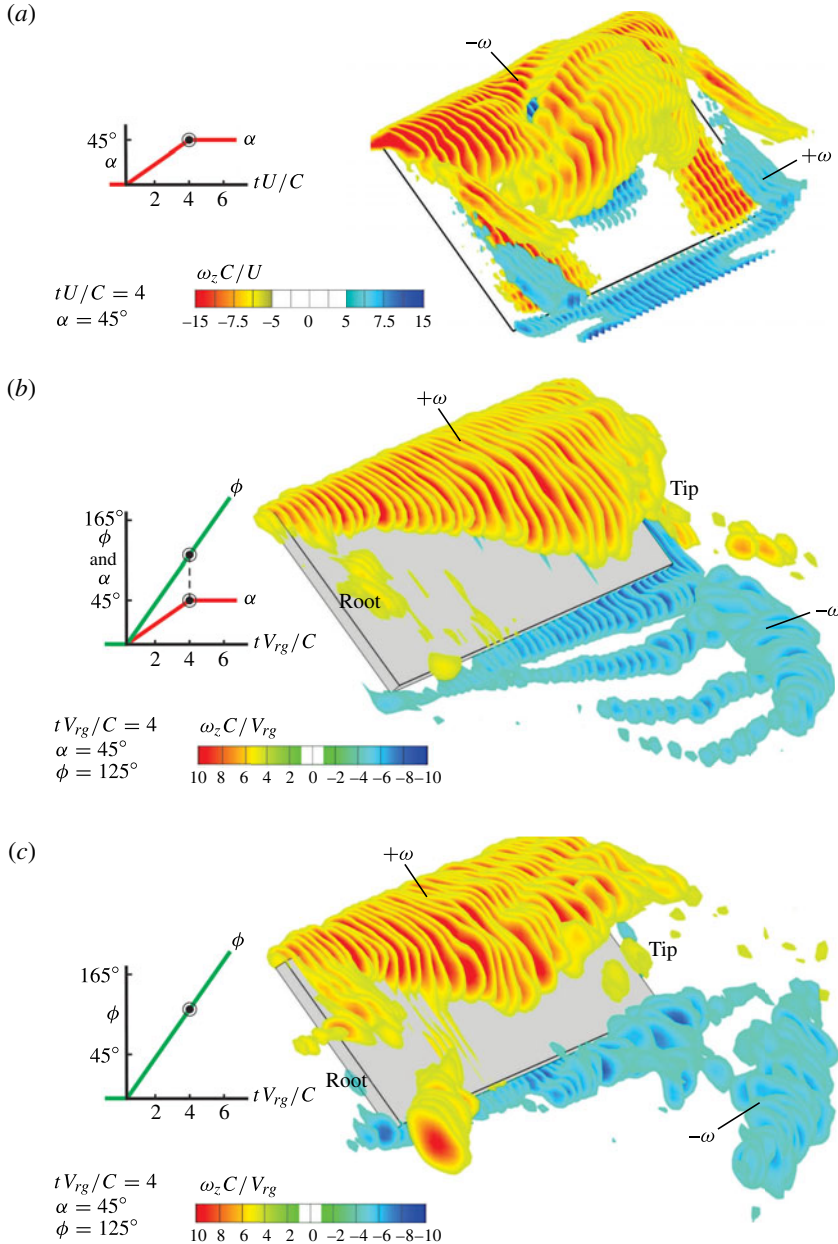 (a)
−ω
45°
α
α
tU/C
2 4 6
+ω
tU/C = 4
α = 45°
ω_z C/U
−15 −7.5 −5 0 5 7.5 15
(b)
+ω
Tip
ϕ
165°
ϕ
and
α
45°
α
Root
−ω
2 4 6
tV_rg/C
tV_rg/C = 4
α = 45°
ϕ = 125°
ω_z C/V_rg
10 8 6 4 2 0 −2 −4 −6 −8 −10
(c)
+ω
ϕ
Tip
165°
ϕ
45°
Root
2 4 6
tV_rg/C
−ω
tV_rg/C = 4
α = 45°
ϕ = 125°
ω_z C/V_rg
10 8 6 4 2 0 −2 −4 −6 −8 −10